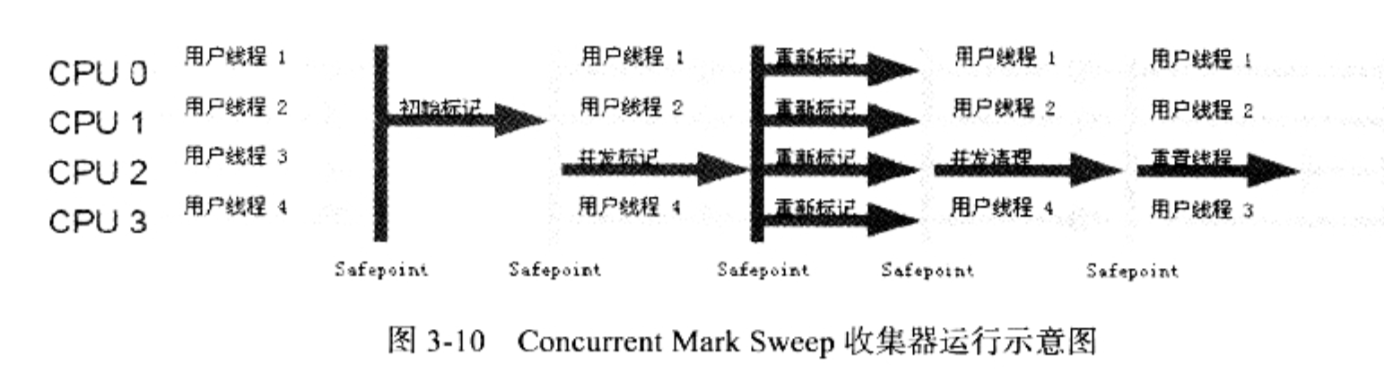 用户线程 1 用户线程 1 重新标记 用户线程 1 用户线程 1
CPU 0
用户线程 2 初始标记 用户线程 2 重新标记 用户线程 2 用户线程 2
CPU 1
用户线程 3 并发标记 重新标记 并发清理 重置线程
CPU 2
用户线程 4 用户线程 4 重新标记 用户线程 4 用户线程 3
CPU 3
Safepoint Safepoint Safepoint Safepoint Safepoint
图 3-10 Concurrent Mark Sweep 收集器运行示意图